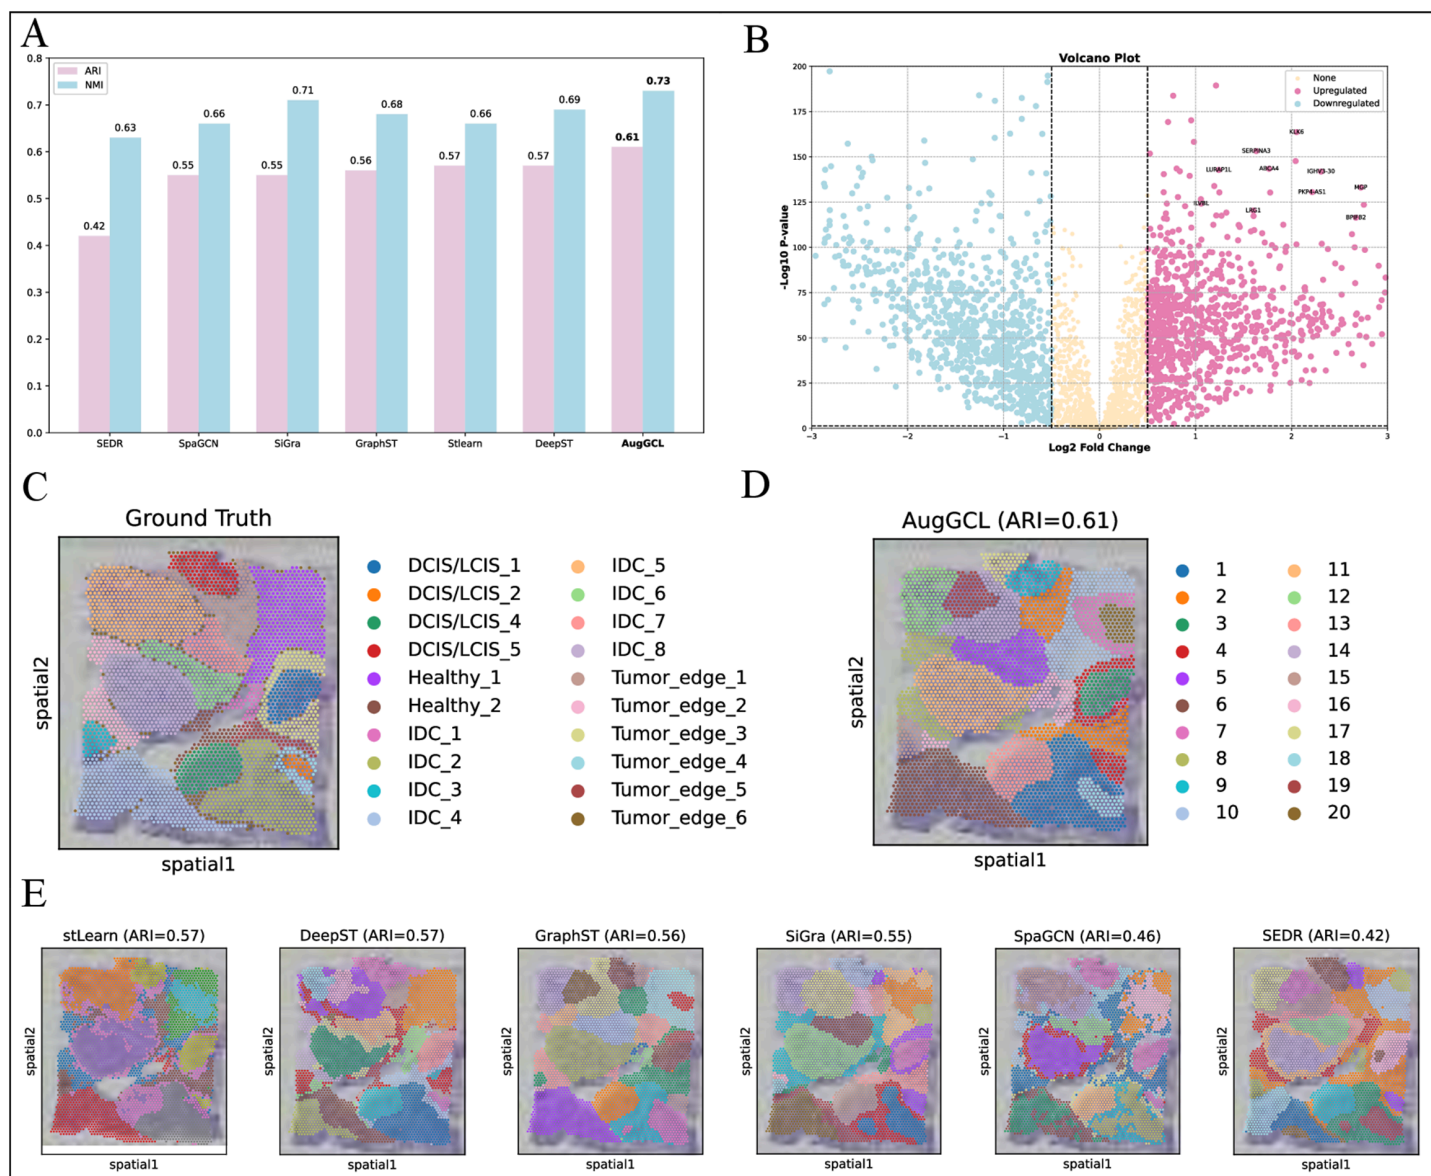 A
0.8
0.7
0.6
0.5
0.4
0.3
0.2
0.1
0.0
ARI
NMI
0.42
0.63
0.55
0.66
0.55
0.71
0.56
0.68
0.57
0.66
0.57
0.69
0.61
0.73
SEDR
SpaGCN
SiGra
GraphST
Stlearn
DeepST
AugGCL
B
Volcano Plot
-Log10 P-value
200
175
150
125
100
75
50
25
0
None
Upregulated
Downregulated
KLK6
SERPINA3
LURAP1L
ABCA4
IGHV3-30
PKP4-AS1
MGP
LRG1
−3
−2
−1
0
1
2
3
Log2 Fold Change
C
Ground Truth
spatial2
spatial1
DCIS/LCIS_1
DCIS/LCIS_2
DCIS/LCIS_4
DCIS/LCIS_5
Healthy_1
Healthy_2
IDC_1
IDC_2
IDC_3
IDC_4
IDC_5
IDC_6
IDC_7
IDC_8
Tumor_edge_1
Tumor_edge_2
Tumor_edge_3
Tumor_edge_4
Tumor_edge_5
Tumor_edge_6
D
AugGCL (ARI=0.61)
spatial2
spatial1
1
2
3
4
5
6
7
8
9
10
11
12
13
14
15
16
17
18
19
20
E
stLearn (ARI=0.57)
spatial2
spatial1
DeepST (ARI=0.57)
spatial2
spatial1
GraphST (ARI=0.56)
spatial2
spatial1
SiGra (ARI=0.55)
spatial2
spatial1
SpaGCN (ARI=0.46)
spatial2
spatial1
SEDR (ARI=0.42)
spatial2
spatial1